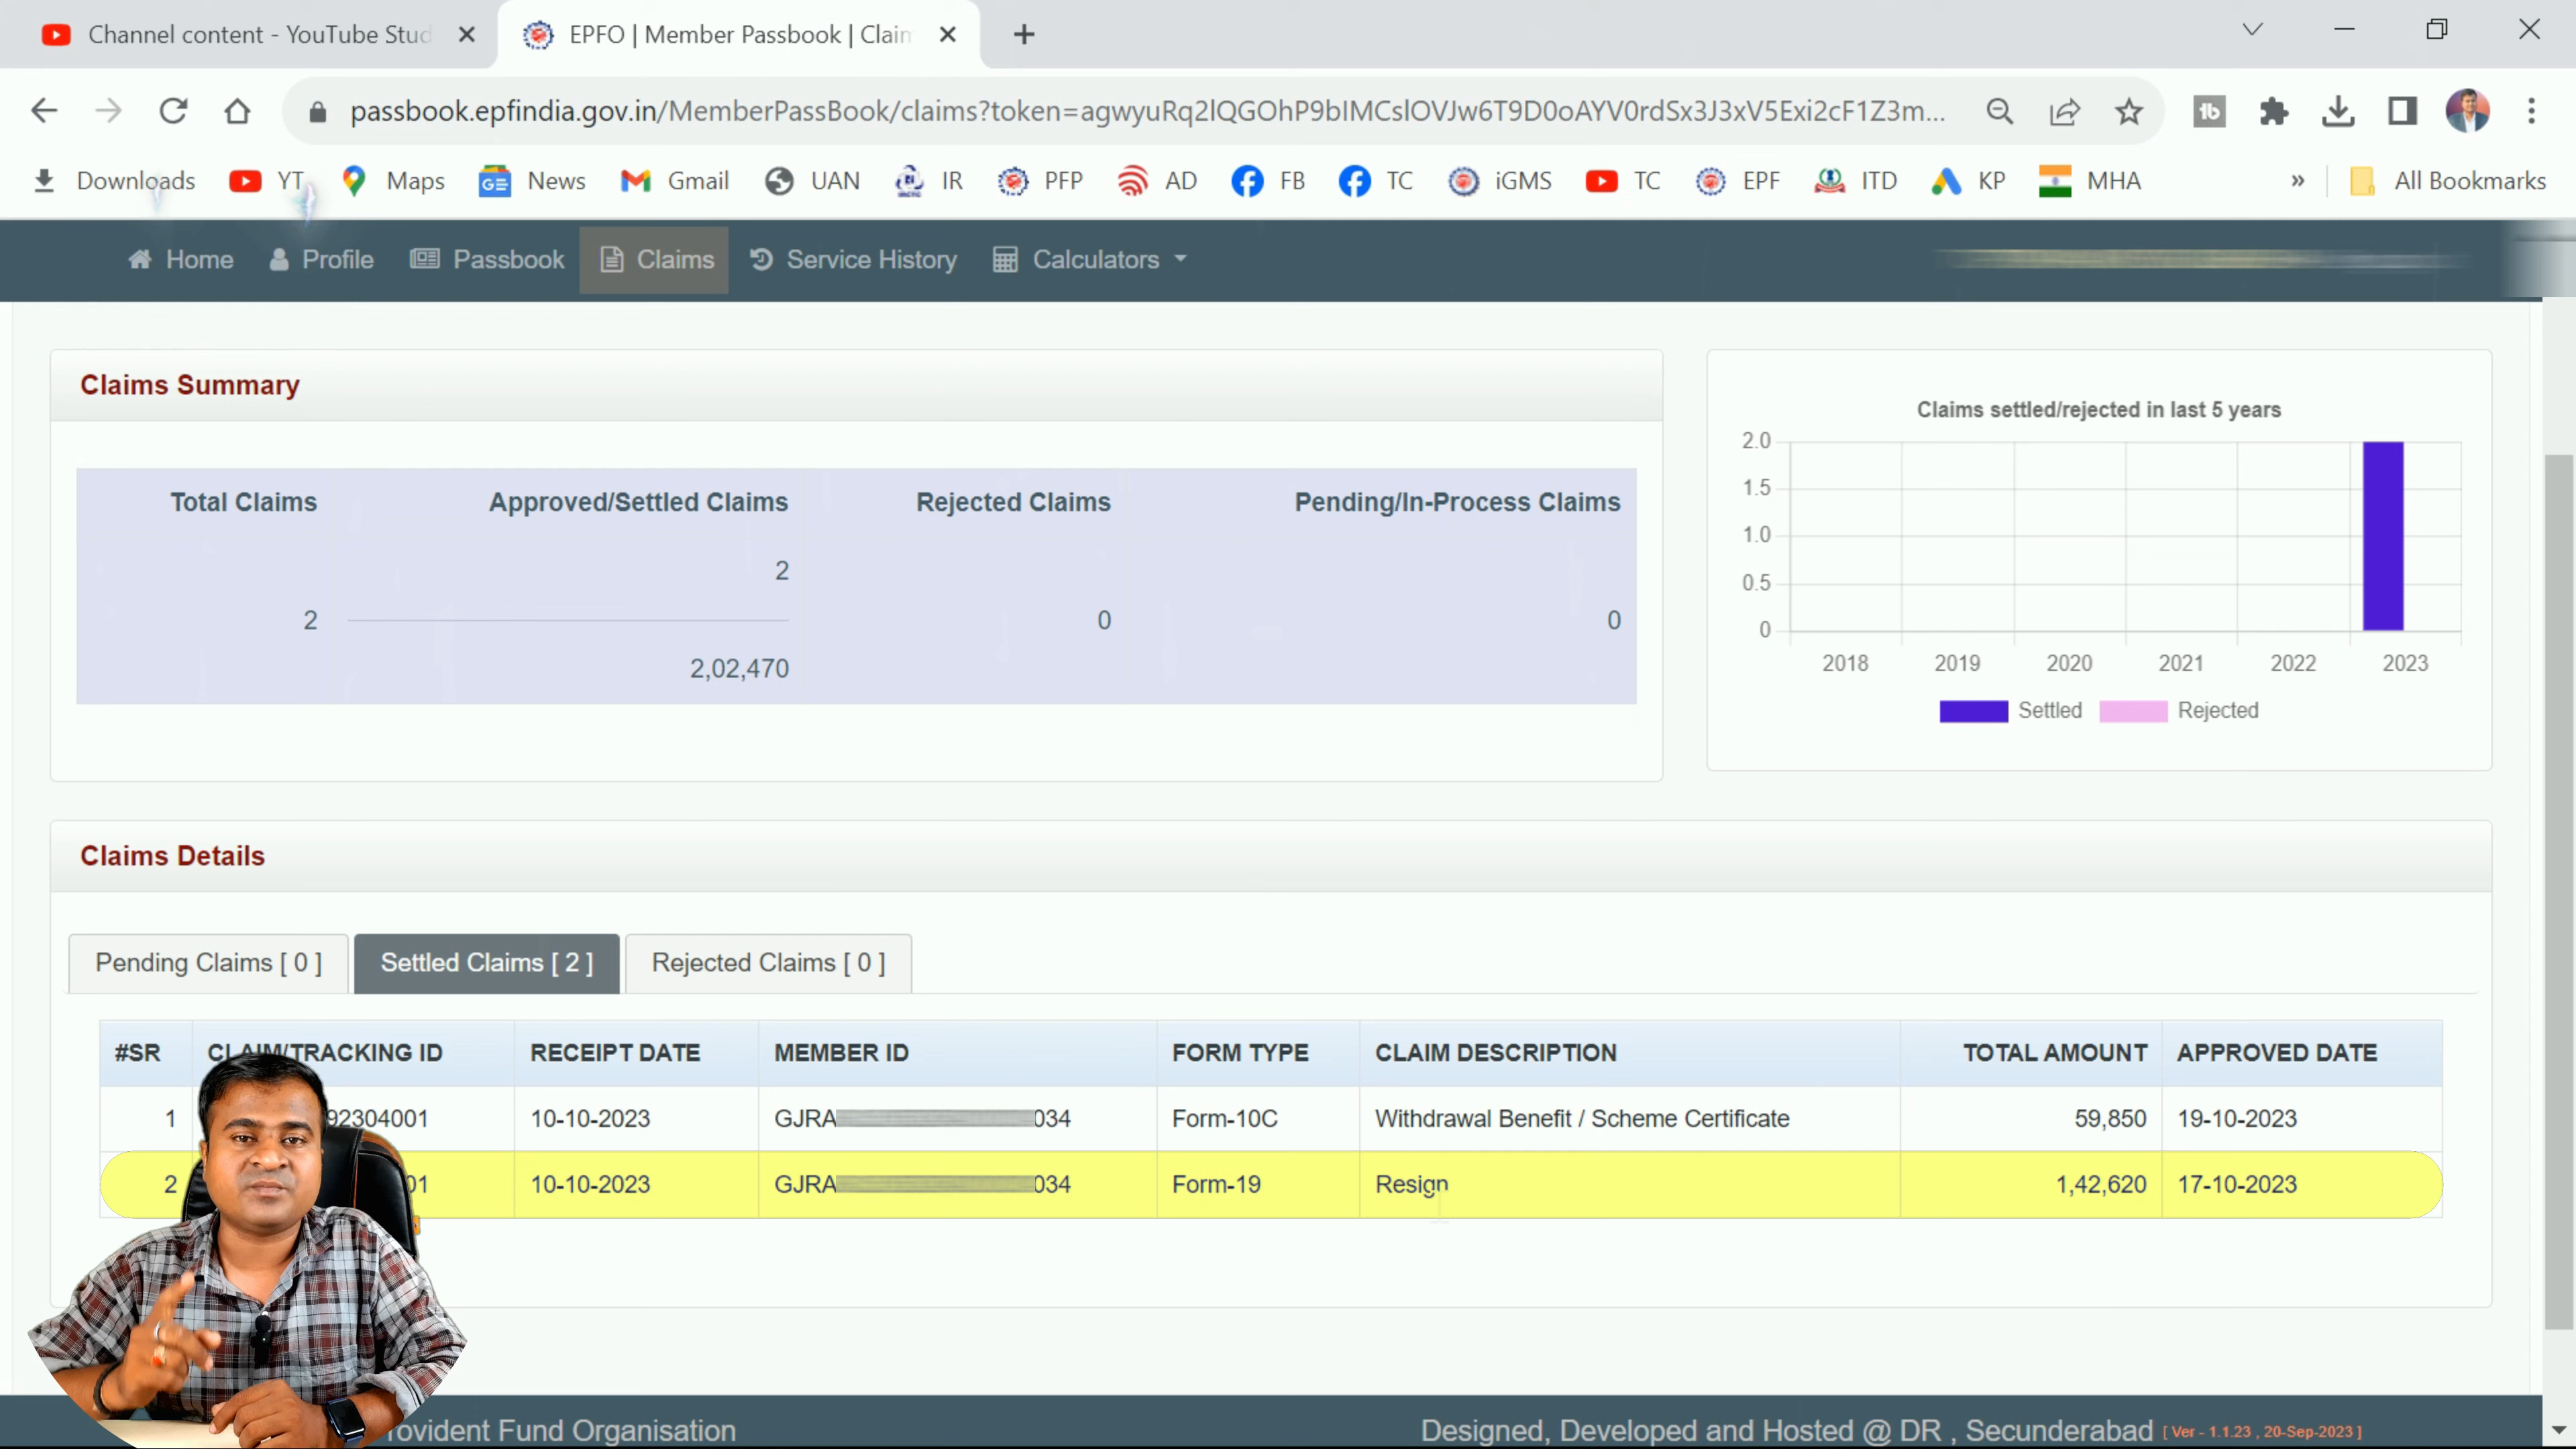 Channel content - YouTube Stud
EPFO | Member Passbook | Clain
passbook.epfindia.gov.in/MemberPassBook/claims?token=agwyuRq2lQGOhP9bIMCslOVJw6T9D0oAYV0rdSx3J3xV5Exi2cF1Z3m...
Downloads YT Maps News Gmail UAN IR PFP AD FB TC iGMS TC EPF ITD KP MHA » All Bookmarks
Home Profile Passbook Claims Service History Calculators
Claims Summary
Total Claims Approved/Settled Claims Rejected Claims Pending/In-Process Claims
2
2 0 0
2,02,470
Claims settled/rejected in last 5 years
2.0
1.5
1.0
0.5
0
2018 2019 2020 2021 2022 2023
Settled Rejected
Claims Details
Pending Claims [ 0 ] Settled Claims [ 2 ] Rejected Claims [ 0 ]
#SR CLAIM/TRACKING ID RECEIPT DATE MEMBER ID FORM TYPE CLAIM DESCRIPTION TOTAL AMOUNT APPROVED DATE
1 92304001 10-10-2023 GJRA 034 Form-10C Withdrawal Benefit / Scheme Certificate 59,850 19-10-2023
2 01 10-10-2023 GJRA 034 Form-19 Resign 1,42,620 17-10-2023
rovident Fund Organisation
Designed, Developed and Hosted @ DR , Secunderabad [ Ver - 1.1.23 , 20-Sep-2023 ]